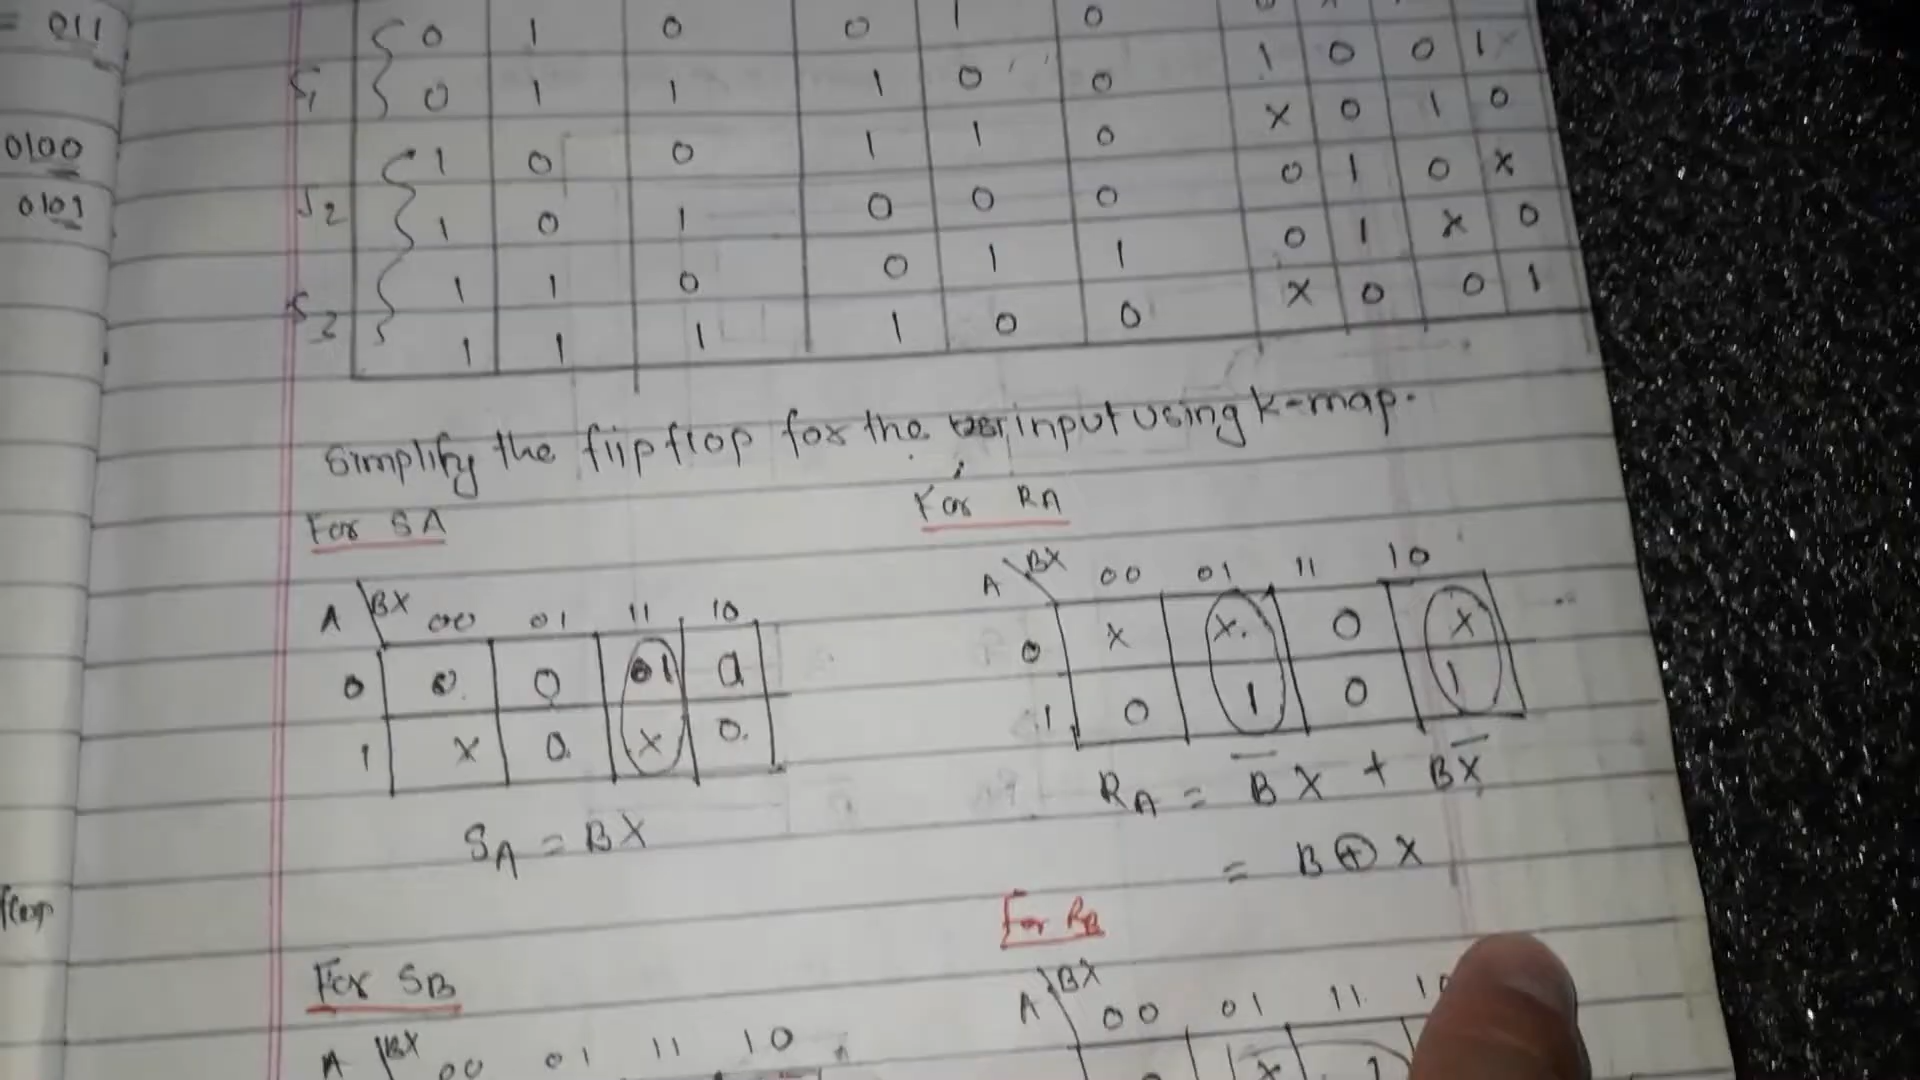 = 011
0100
0101
flop
0 1 0 0 1 0
S1 0 1 1 1 0 0 1 0 0 1
1 0 0 1 1 0 X 0 1 0
S2 1 0 1 0 0 0 0 1 0 X
1 1 0 0 1 1 0 1 X 0
1 1 1 1 0 0 X 0 0 1
Simplify the flipflop for the input using K-map.
For SA
A \ BX 00 01 11 10
0 0 0 1 0
1 X 0 X 0
SA = BX
For RA
A \ BX 00 01 11 10
0 X X 0 X
1 0 1 0 1
RA = B̅X + BX̅
= B ⊕ X
For SB
A \ BX 00 01 11 10
For RB
A \ BX 00 01 11
X 1